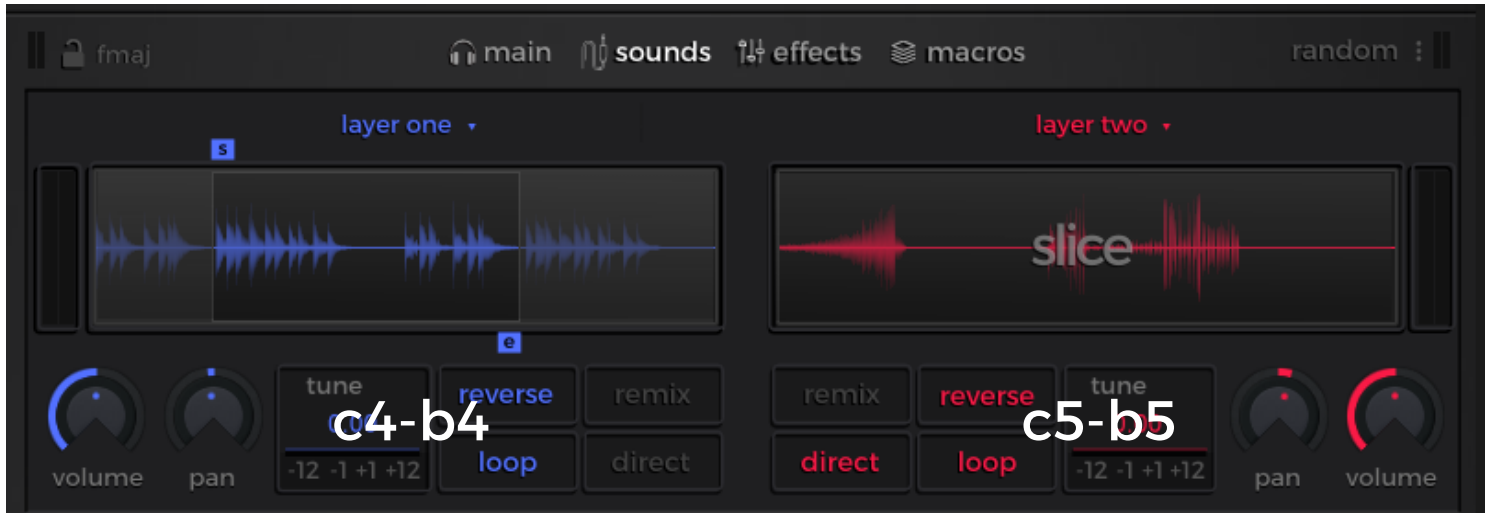 fmaj main sounds effects macros random
layer one layer two
s
slice
e
tune reverse remix remix reverse tune
c4-b4 c5-b5
loop direct direct loop
-12 -1 +1 +12 -12 -1 +1 +12
volume pan pan volume